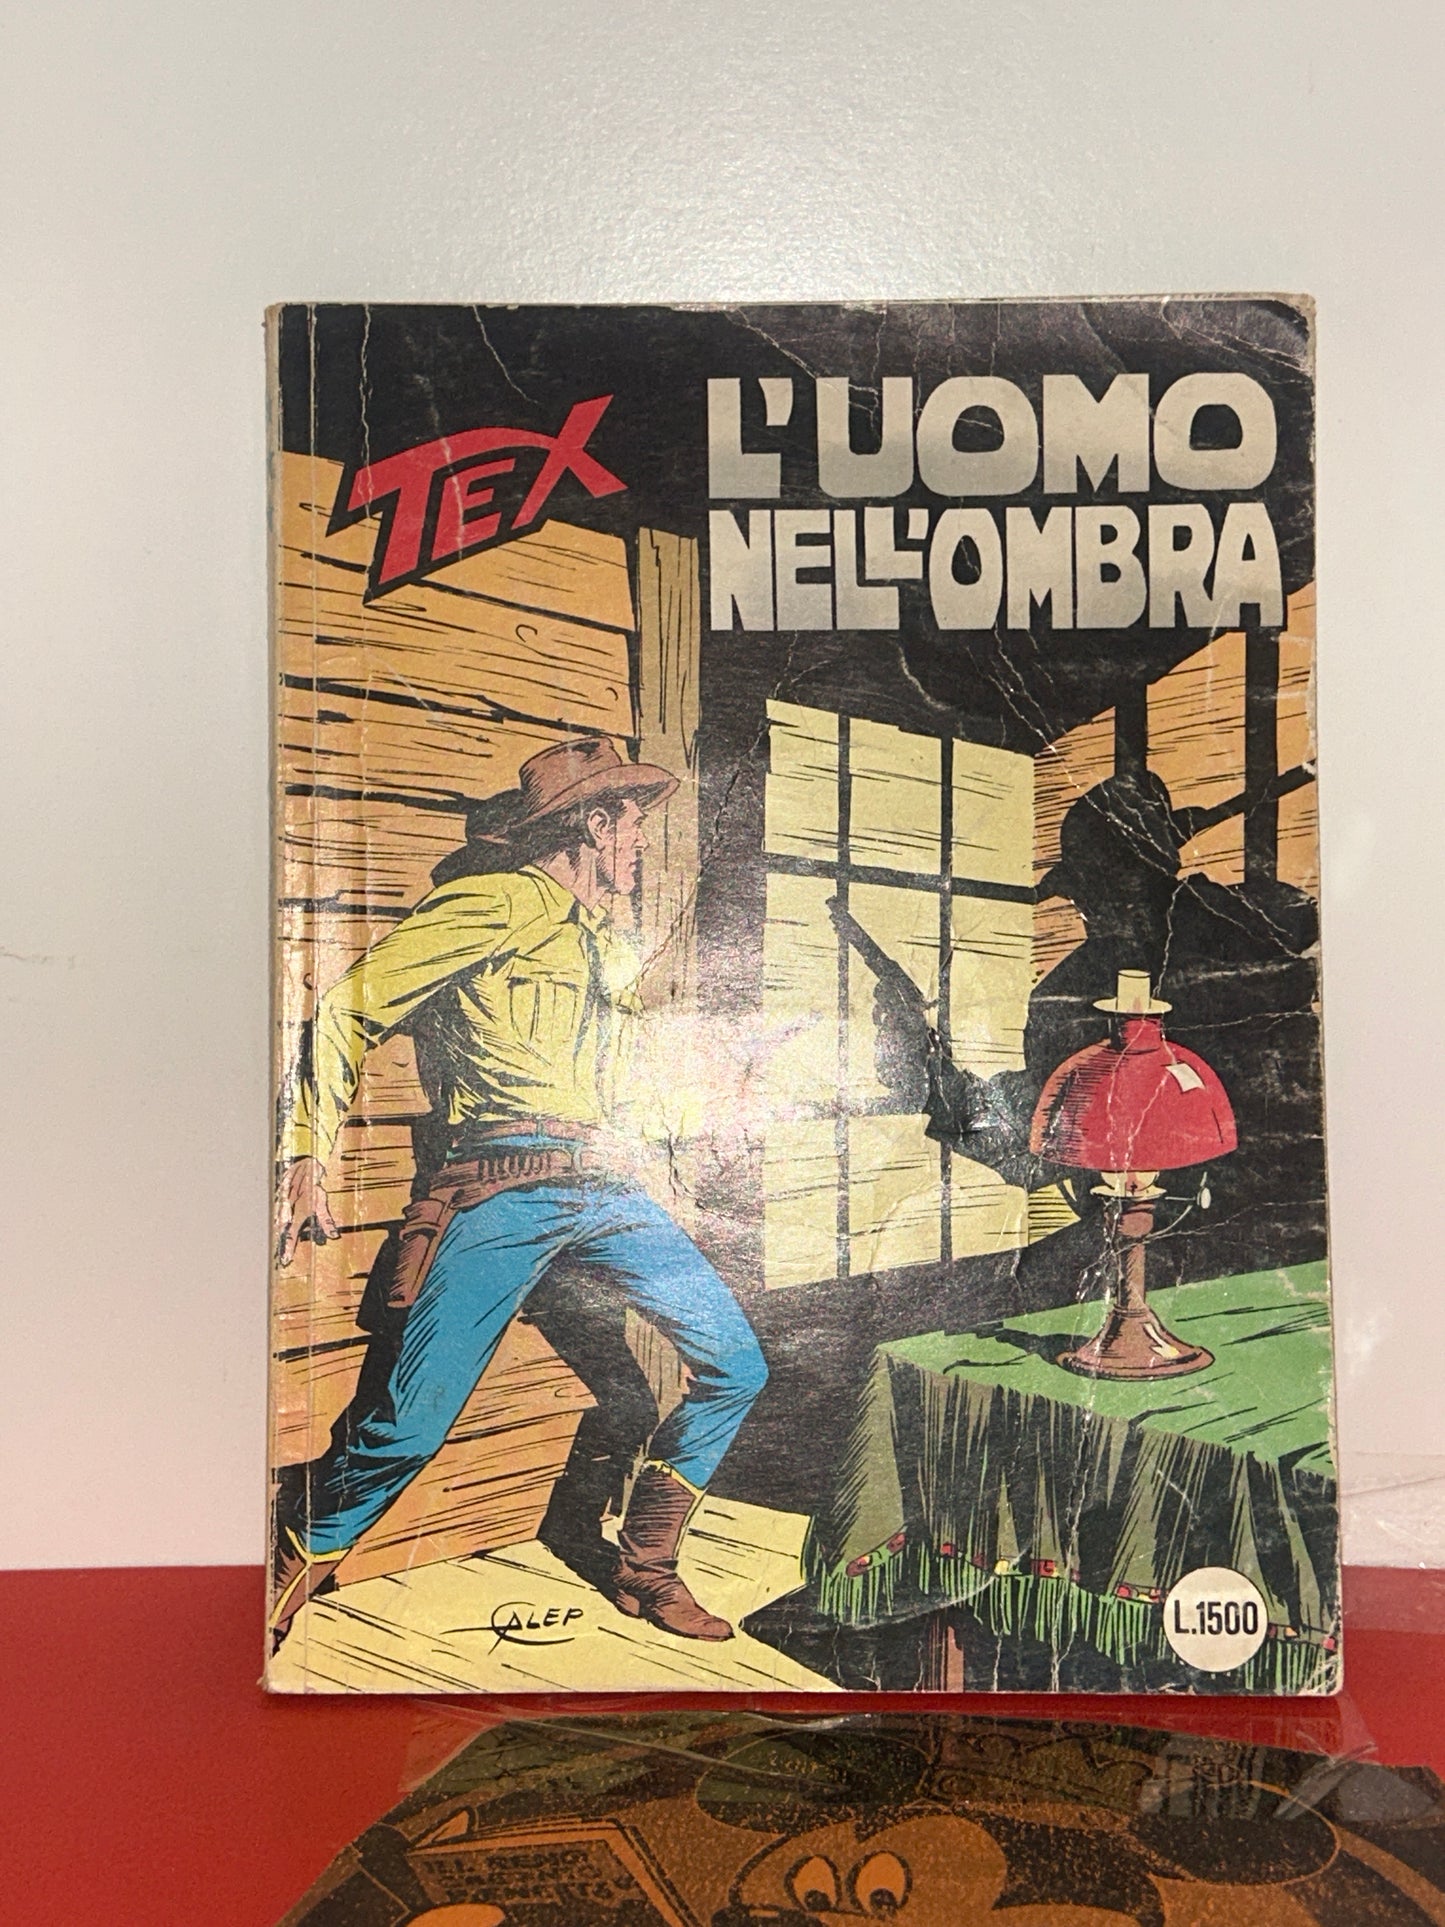 TEX
L'UOMO
NELL'OMBRA
GALEP
L.1500